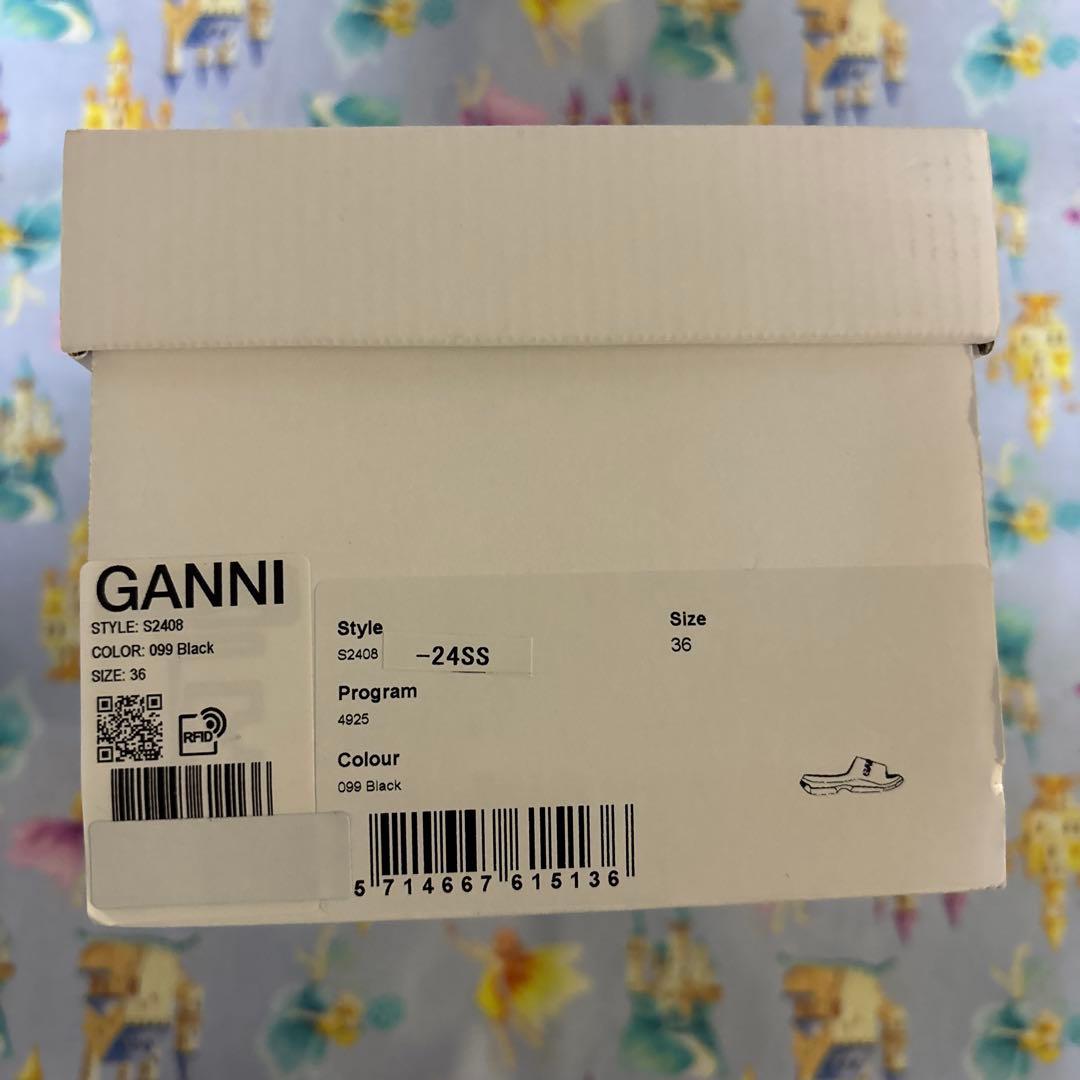 GANNI
STYLE: S2408
COLOR: 099 Black
SIZE: 36
RFID
Style
S2408 -24SS
Program
4925
Colour
099 Black
Size
36
5 714667 615136